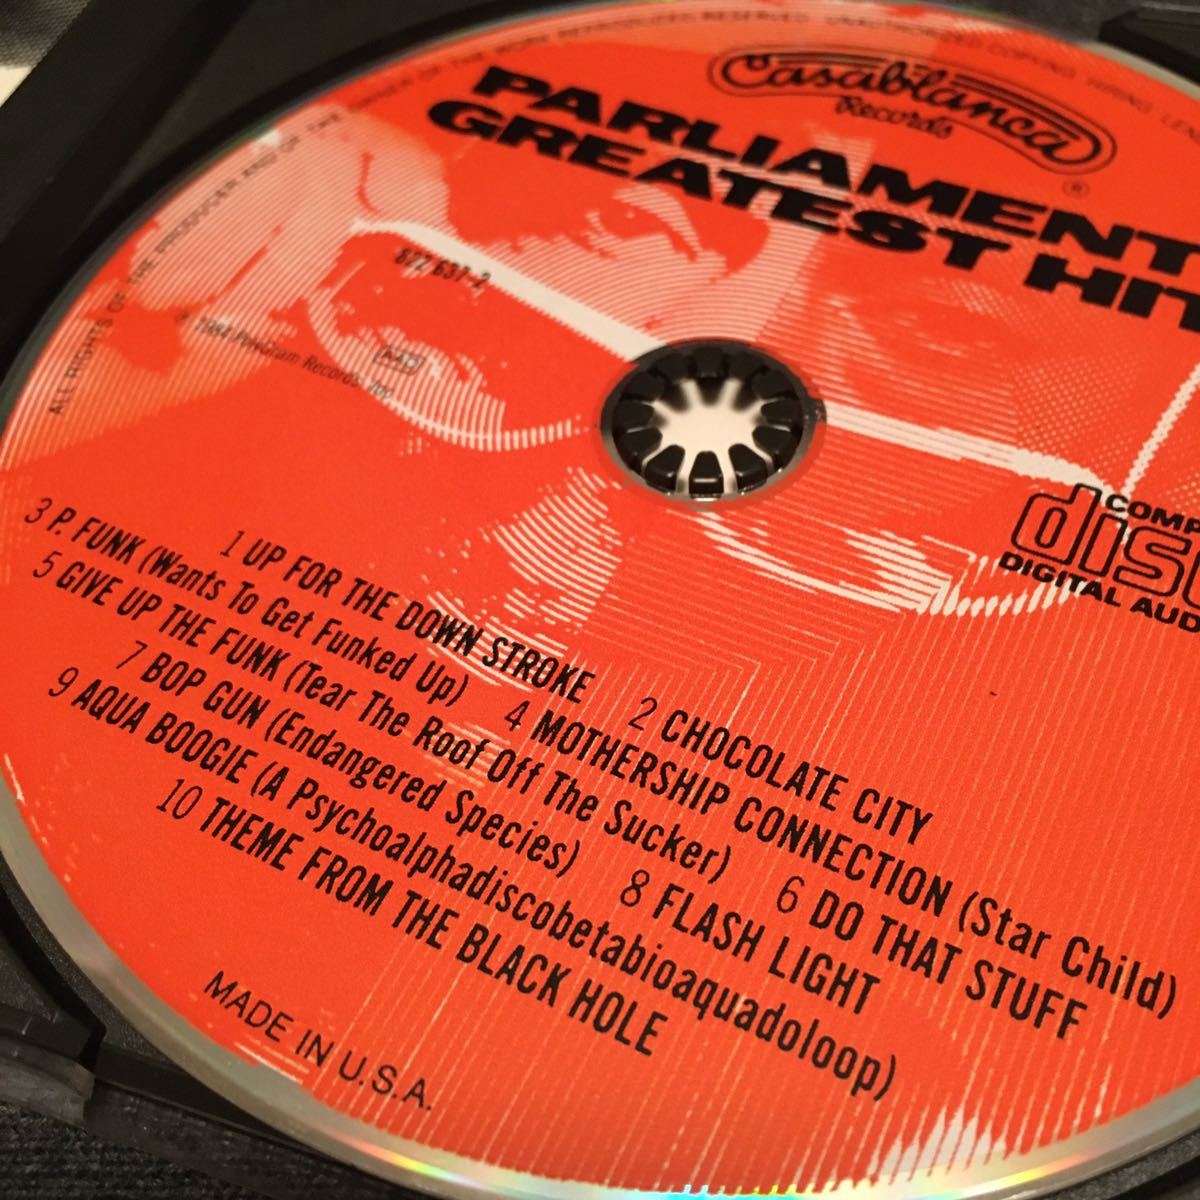 ALL RIGHTS OF THE PRODUCER AND OF THE OWNER OF THE WORK REPRODUCED RESERVED. UNAUTHORISED COPYING, HIRING, LE
Casablanca
Records
®
PARLIAMENT
GREATEST HI
822 637-2
℗ 1984 PolyGram Records, Inc.
AAD
COMP
dis
DIGITAL AUD
1 UP FOR THE DOWN STROKE 2 CHOCOLATE CITY
3 P. FUNK (Wants To Get Funked Up) 4 MOTHERSHIP CONNECTION (Star Child)
5 GIVE UP THE FUNK (Tear The Roof Off The Sucker) 6 DO THAT STUFF
7 BOP GUN (Endangered Species) 8 FLASH LIGHT
9 AQUA BOOGIE (A Psychoalphadiscobetabioaquadoloop)
10 THEME FROM THE BLACK HOLE
MADE IN U.S.A.